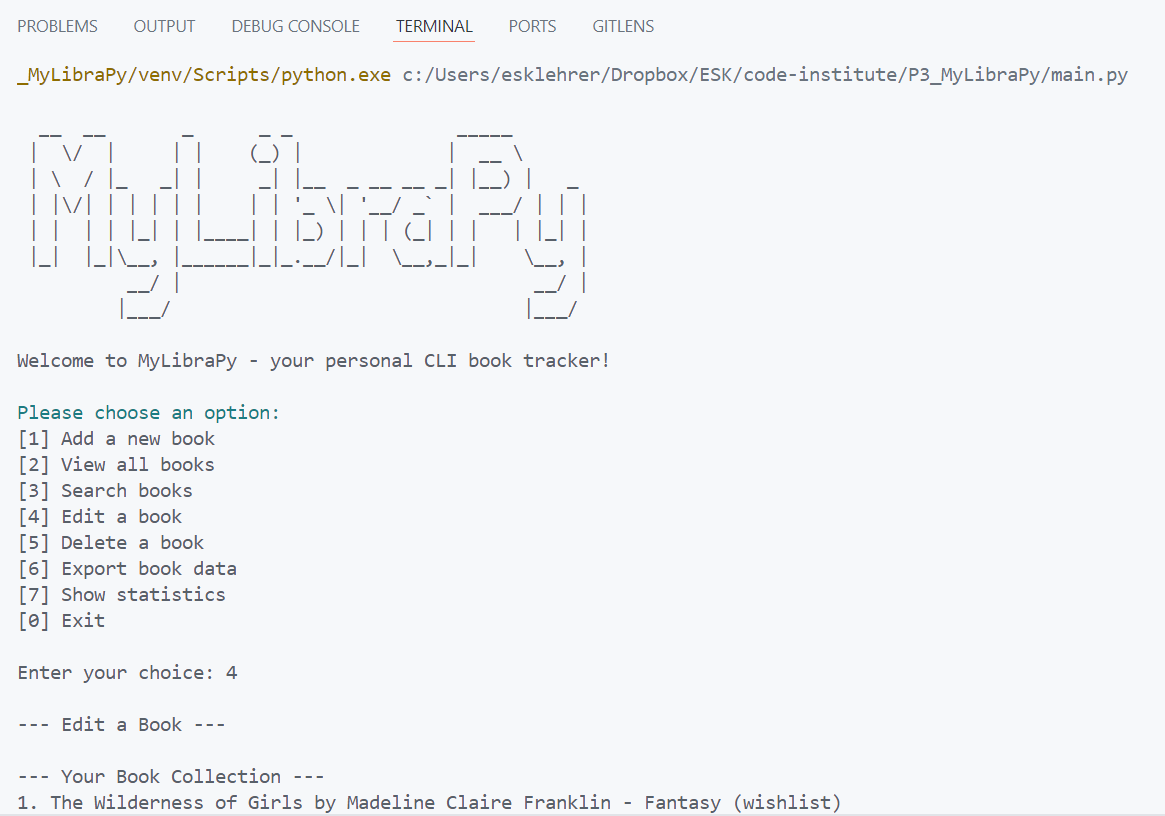 PROBLEMS OUTPUT DEBUG CONSOLE TERMINAL PORTS GITLENS
_MyLibraPy/venv/Scripts/python.exe c:/Users/esklehrer/Dropbox/ESK/code-institute/P3_MyLibraPy/main.py
MyLibraPy
Welcome to MyLibraPy - your personal CLI book tracker!
Please choose an option:
[1] Add a new book
[2] View all books
[3] Search books
[4] Edit a book
[5] Delete a book
[6] Export book data
[7] Show statistics
[0] Exit
Enter your choice: 4
--- Edit a Book ---
--- Your Book Collection ---
1. The Wilderness of Girls by Madeline Claire Franklin - Fantasy (wishlist)